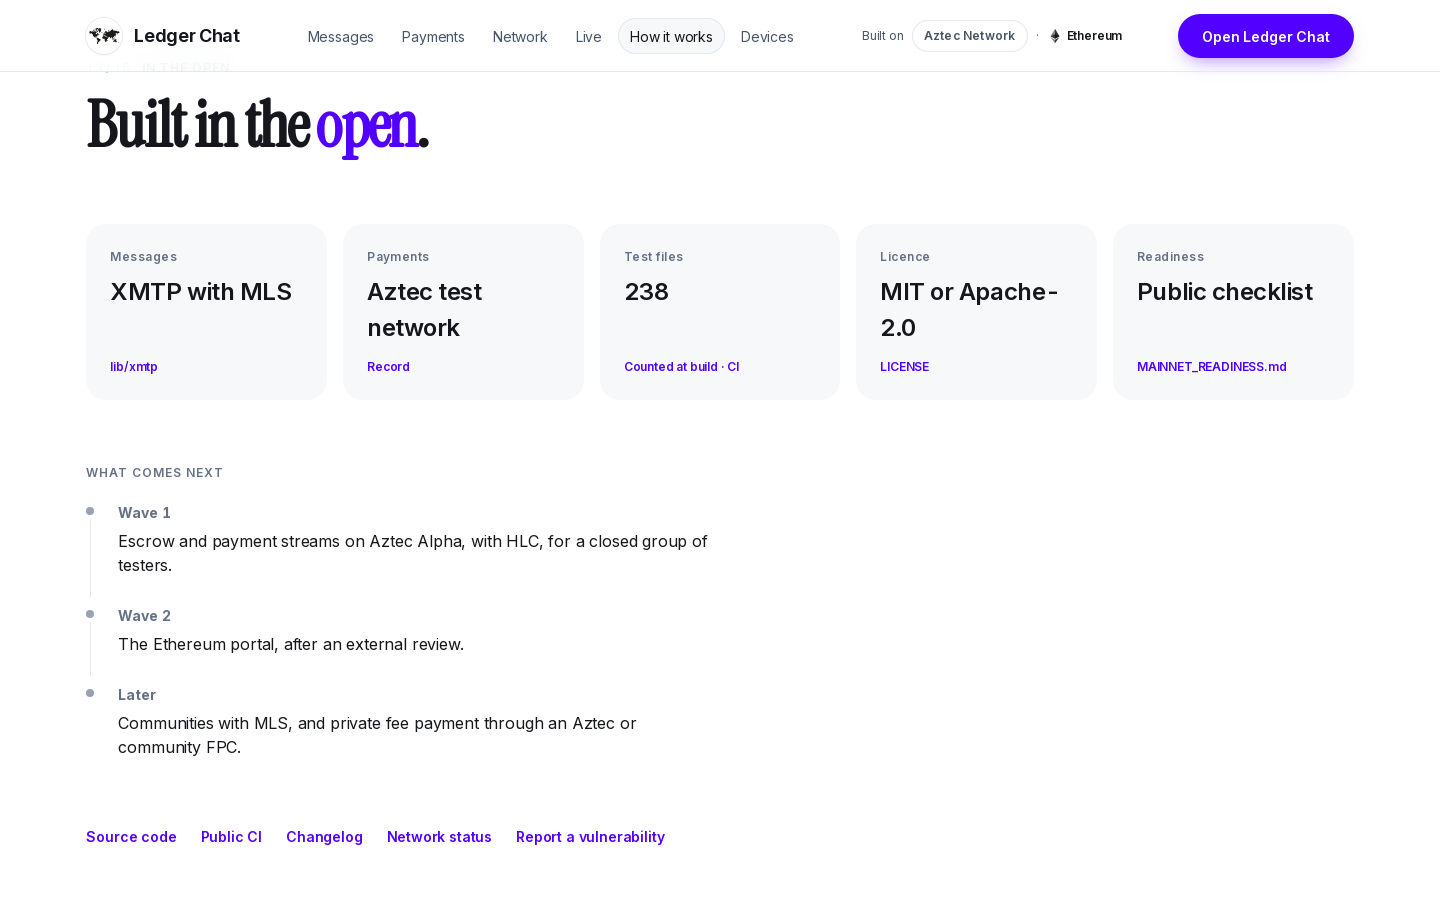 Ledger Chat
Messages
Payments
Network
Live
How it works
Devices
Built on
Aztec Network
·
Ethereum
Open Ledger Chat
IN THE OPEN
Built in the open.
Messages
XMTP with MLS
lib/xmtp
Payments
Aztec test
network
Record
Test files
238
Counted at build · CI
Licence
MIT or Apache-
2.0
LICENSE
Readiness
Public checklist
MAINNET_READINESS.md
WHAT COMES NEXT
Wave 1
Escrow and payment streams on Aztec Alpha, with HLC, for a closed group of
testers.
Wave 2
The Ethereum portal, after an external review.
Later
Communities with MLS, and private fee payment through an Aztec or
community FPC.
Source code
Public CI
Changelog
Network status
Report a vulnerability